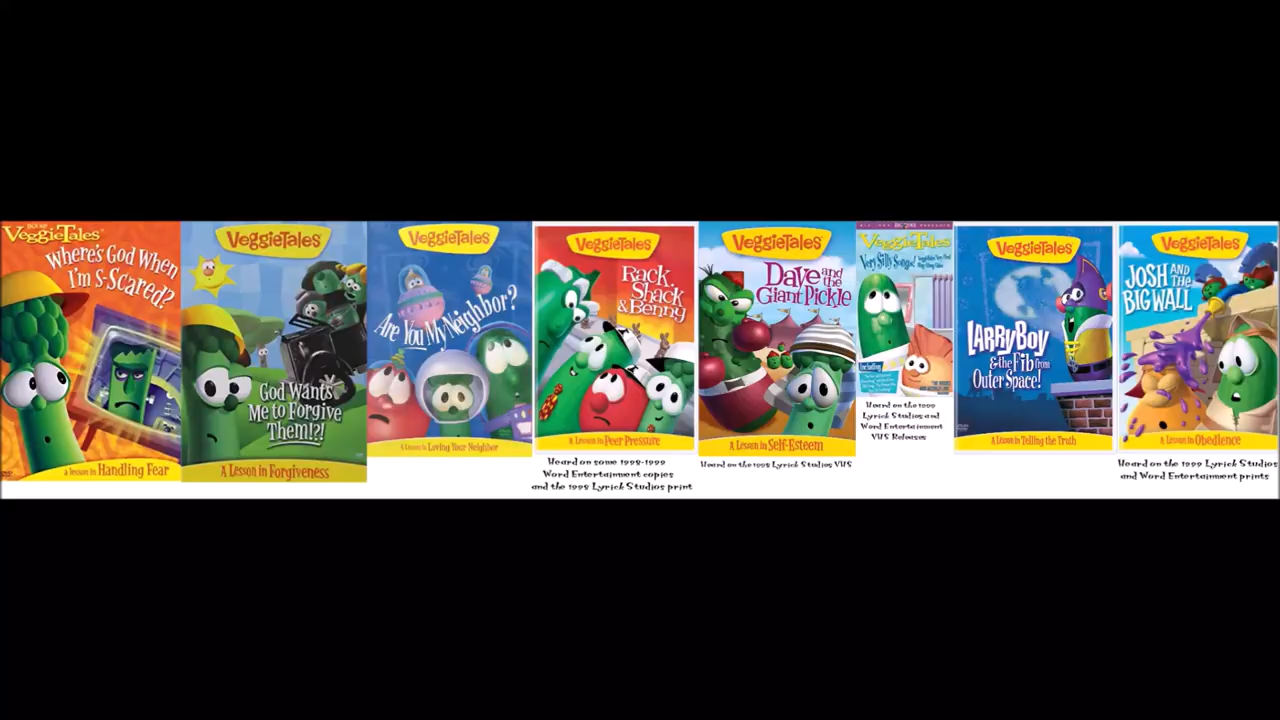 VeggieTales
Where's God When
I'm S-Scared?
a Lesson in Handling Fear
VeggieTales
God Wants
Me to Forgive
Them!?!
A Lesson in Forgiveness
VeggieTales
Are You My Neighbor?
A Lesson in Loving Your Neighbor
VeggieTales
Rack,
Shack
& Benny
A Lesson in Peer Pressure
Heard on some 1998-1999
Word Entertainment copies
and the 1998 Lyrick Studios print
VeggieTales
Dave and the
Giant Pickle
A Lesson in Self-Esteem
Heard on the 1998 Lyrick Studios VHS
VeggieTales
Very Silly Songs!
Heard on the 1999
Lyrick Studios and
Word Entertainment
VHS Releases
VeggieTales
LarryBoy
& the Fib from
Outer Space!
A Lesson in Telling the Truth
VeggieTales
Josh and
the
Big Wall
A Lesson in Obedience
Heard on the 1999 Lyrick Studios
and Word Entertainment prints